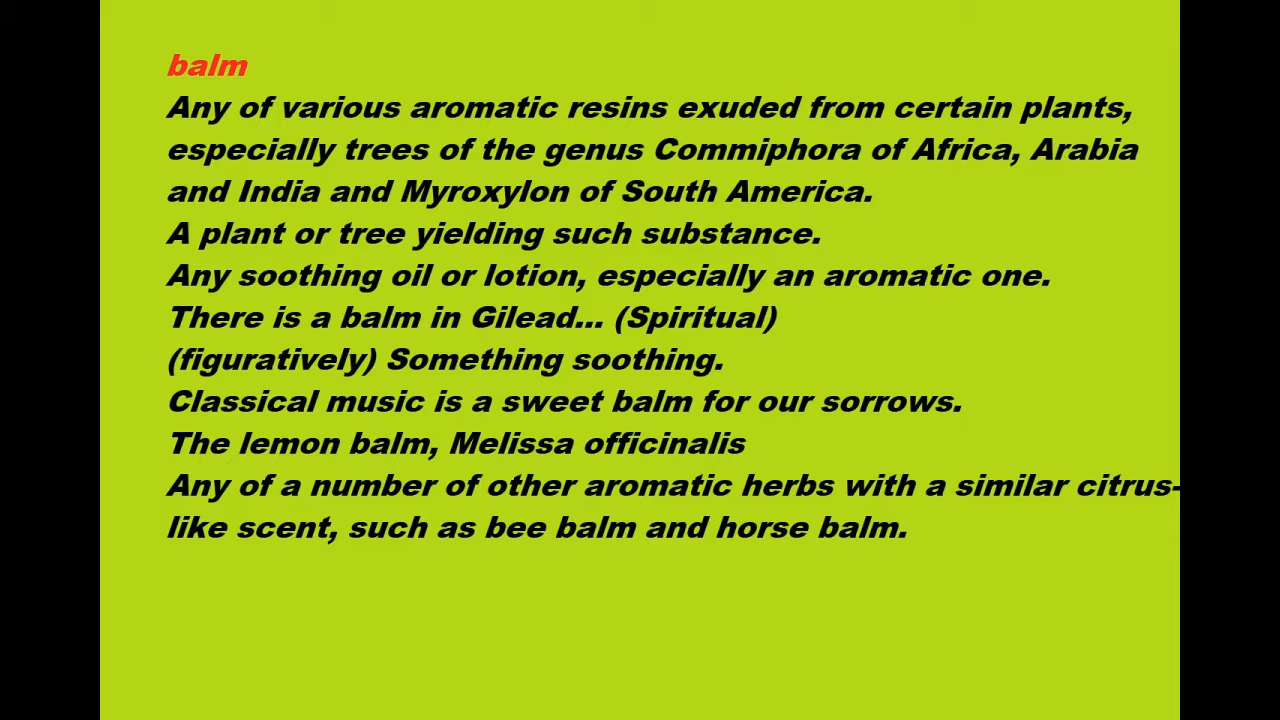 balm
Any of various aromatic resins exuded from certain plants,
especially trees of the genus Commiphora of Africa, Arabia
and India and Myroxylon of South America.
A plant or tree yielding such substance.
Any soothing oil or lotion, especially an aromatic one.
There is a balm in Gilead... (Spiritual)
(figuratively) Something soothing.
Classical music is a sweet balm for our sorrows.
The lemon balm, Melissa officinalis
Any of a number of other aromatic herbs with a similar citrus-
like scent, such as bee balm and horse balm.